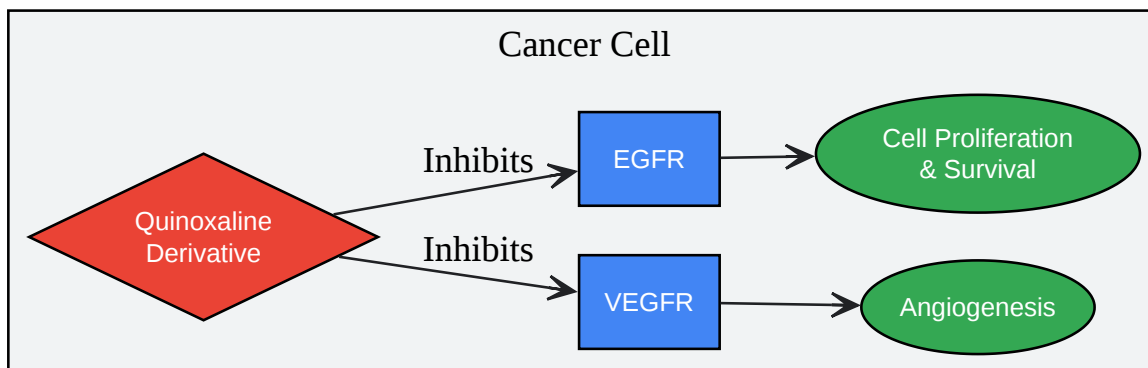 Cancer Cell
Quinoxaline
Derivative
Inhibits
EGFR
Cell Proliferation
& Survival
Inhibits
VEGFR
Angiogenesis